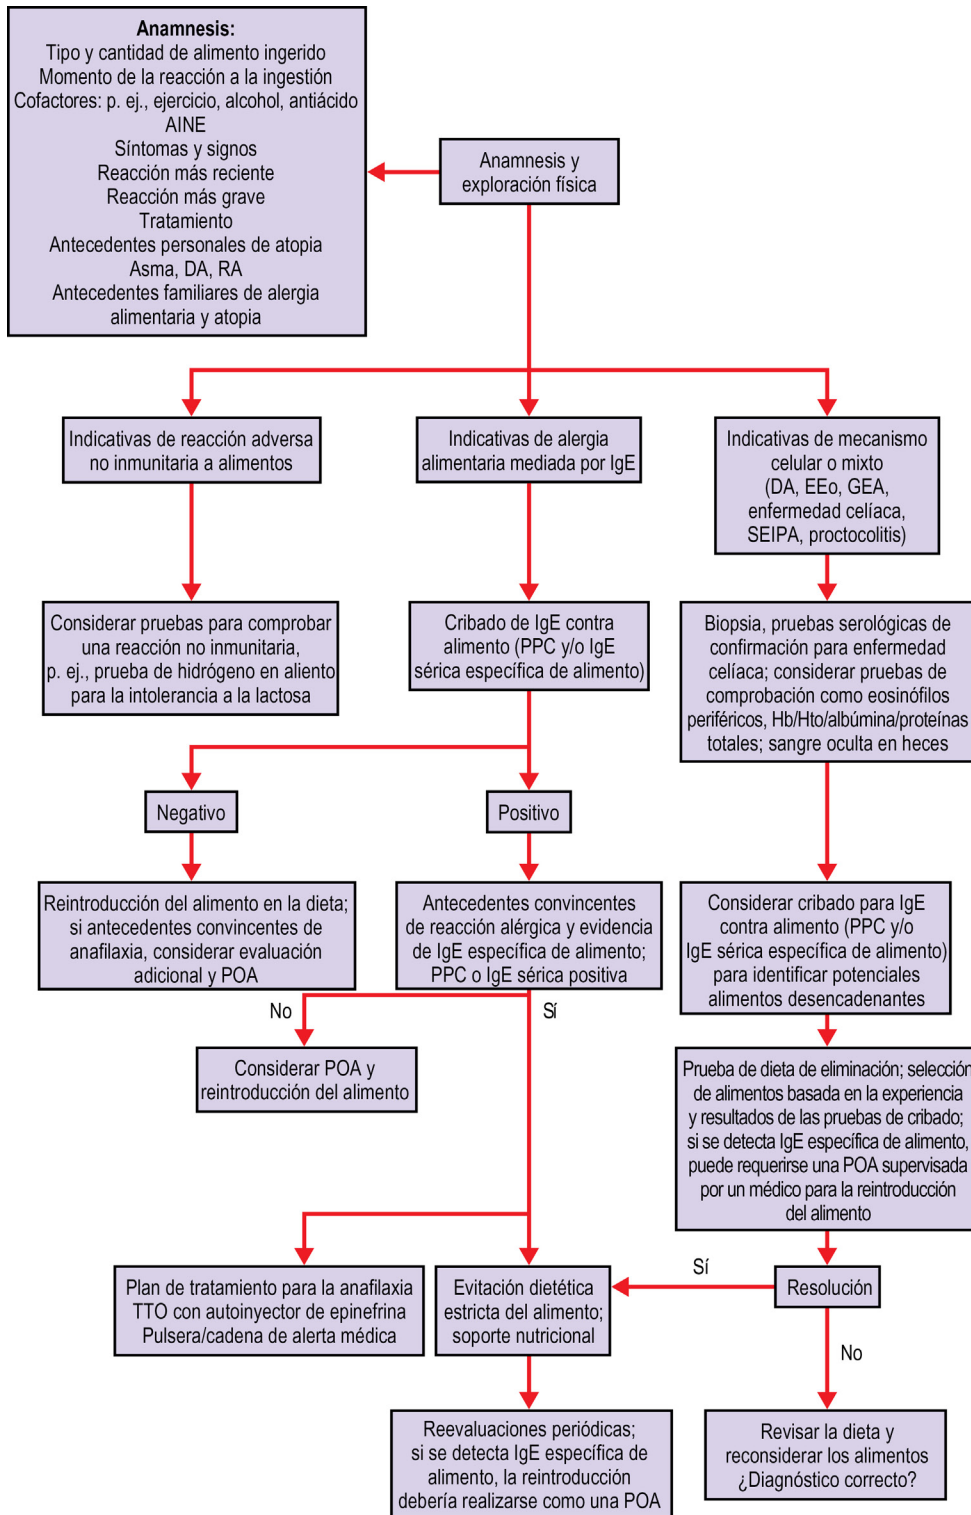 Anamnesis:
Tipo y cantidad de alimento ingerido
Momento de la reacción a la ingestión
Cofactores: p. ej., ejercicio, alcohol, antiácido
AINE
Síntomas y signos
Reacción más reciente
Reacción más grave
Tratamiento
Antecedentes personales de atopia
Asma, DA, RA
Antecedentes familiares de alergia
alimentaria y atopia
Anamnesis y
exploración física
Indicativas de reacción adversa
no inmunitaria a alimentos
Indicativas de alergia
alimentaria mediada por IgE
Indicativas de mecanismo
celular o mixto
(DA, EEo, GEA,
enfermedad celíaca,
SEIPA, proctocolitis)
Considerar pruebas para comprobar
una reacción no inmunitaria,
p. ej., prueba de hidrógeno en aliento
para la intolerancia a la lactosa
Cribado de IgE contra
alimento (PPC y/o IgE
sérica específica de alimento)
Biopsia, pruebas serológicas de
confirmación para enfermedad
celíaca; considerar pruebas de
comprobación como eosinófilos
periféricos, Hb/Hto/albúmina/proteínas
totales; sangre oculta en heces
Negativo
Positivo
Reintroducción del alimento en la dieta;
si antecedentes convincentes de
anafilaxia, considerar evaluación
adicional y POA
Antecedentes convincentes
de reacción alérgica y evidencia
de IgE específica de alimento;
PPC o IgE sérica positiva
Considerar cribado para IgE
contra alimento (PPC y/o
IgE sérica específica de alimento)
para identificar potenciales
alimentos desencadenantes
No
Sí
Considerar POA y
reintroducción del alimento
Prueba de dieta de eliminación; selección
de alimentos basada en la experiencia
y resultados de las pruebas de cribado;
si se detecta IgE específica de alimento,
puede requerirse una POA supervisada
por un médico para la reintroducción
del alimento
Plan de tratamiento para la anafilaxia
TTO con autoinyector de epinefrina
Pulsera/cadena de alerta médica
Evitación dietética
estricta del alimento;
soporte nutricional
Sí
Resolución
No
Reevaluaciones periódicas;
si se detecta IgE específica de
alimento, la reintroducción
debería realizarse como una POA
Revisar la dieta y
reconsiderar los alimentos
¿Diagnóstico correcto?